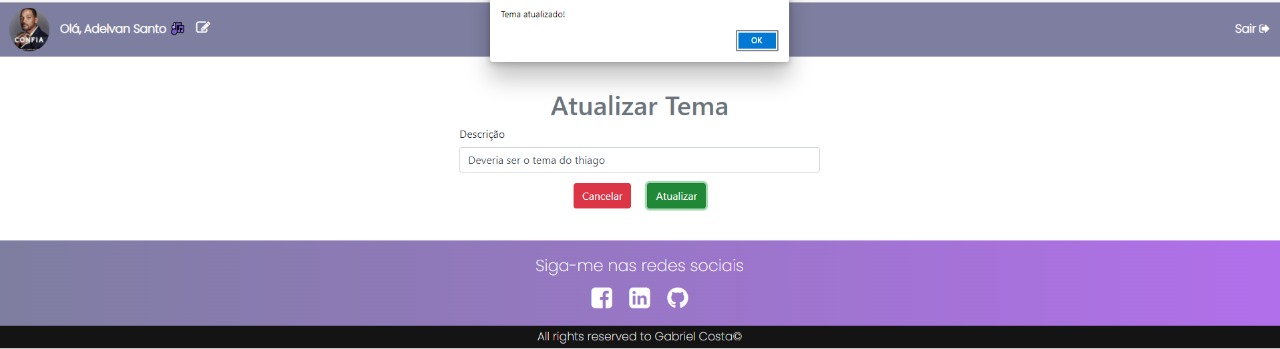 Tema atualizado!
OK
CONFIA
Olá, Adelvan Santo
Sair
Atualizar Tema
Descrição
Deveria ser o tema do thiago
Cancelar
Atualizar
Siga-me nas redes sociais
All rights reserved to Gabriel Costa©